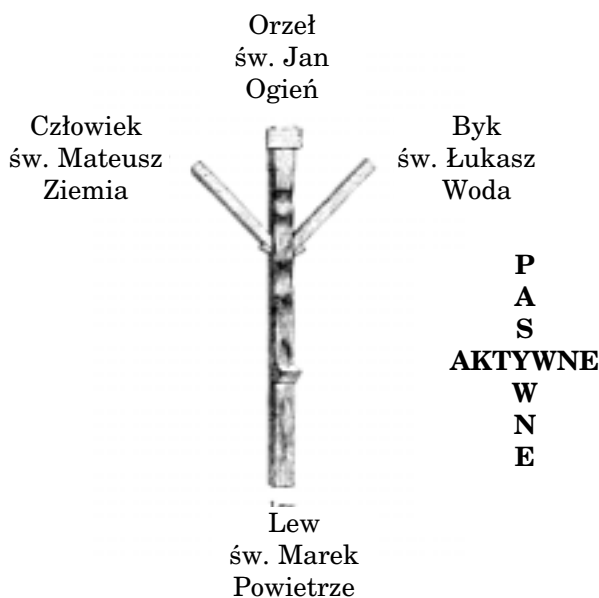 Orzeł
św. Jan
Ogień
Człowiek
św. Mateusz
Ziemia
Byk
św. Łukasz
Woda
P
A
S
AKTYWNE
W
N
E
Lew
św. Marek
Powietrze